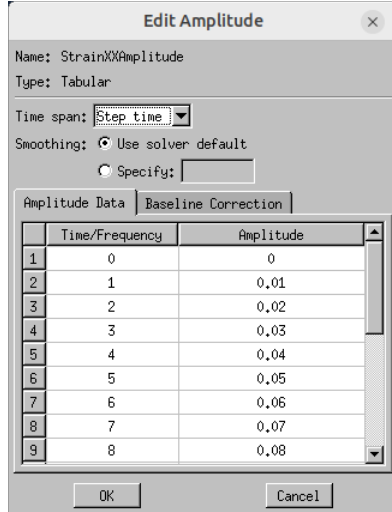 Edit Amplitude
Name: StrainXXAmplitude
Type: Tabular
Time span: Step time
Smoothing: Use solver default
Specify:
Amplitude Data Baseline Correction
Time/Frequency Amplitude
1 0 0
2 1 0.01
3 2 0.02
4 3 0.03
5 4 0.04
6 5 0.05
7 6 0.06
8 7 0.07
9 8 0.08
OK Cancel